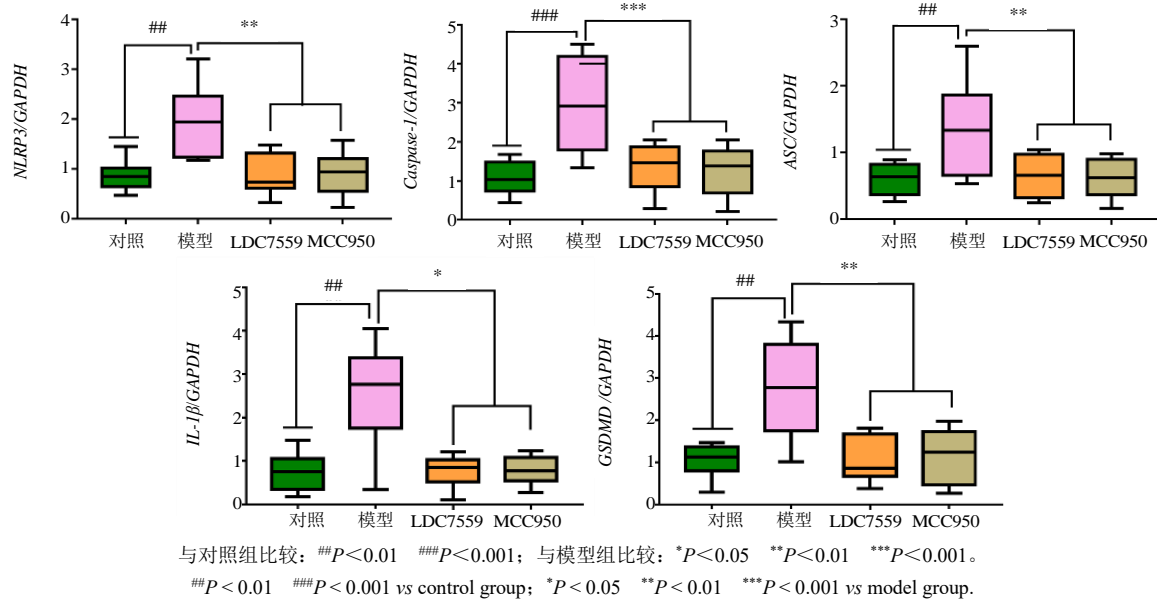 4
3
2
1
0
NLRP3/GAPDH
##
**
对照
模型
LDC7559
MCC950
5
4
3
2
1
0
Caspase-1/GAPDH
###
***
对照
模型
LDC7559
MCC950
3
2
1
0
ASC/GAPDH
##
**
对照
模型
LDC7559
MCC950
5
4
3
2
1
0
IL-1β/GAPDH
##
*
对照
模型
LDC7559
MCC950
5
4
3
2
1
0
GSDMD /GAPDH
##
**
对照
模型
LDC7559
MCC950
与对照组比较：##P＜0.01 ###P＜0.001；与模型组比较：*P＜0.05 **P＜0.01 ***P＜0.001。
##P < 0.01 ###P < 0.001 vs control group; *P < 0.05 **P < 0.01 ***P < 0.001 vs model group.